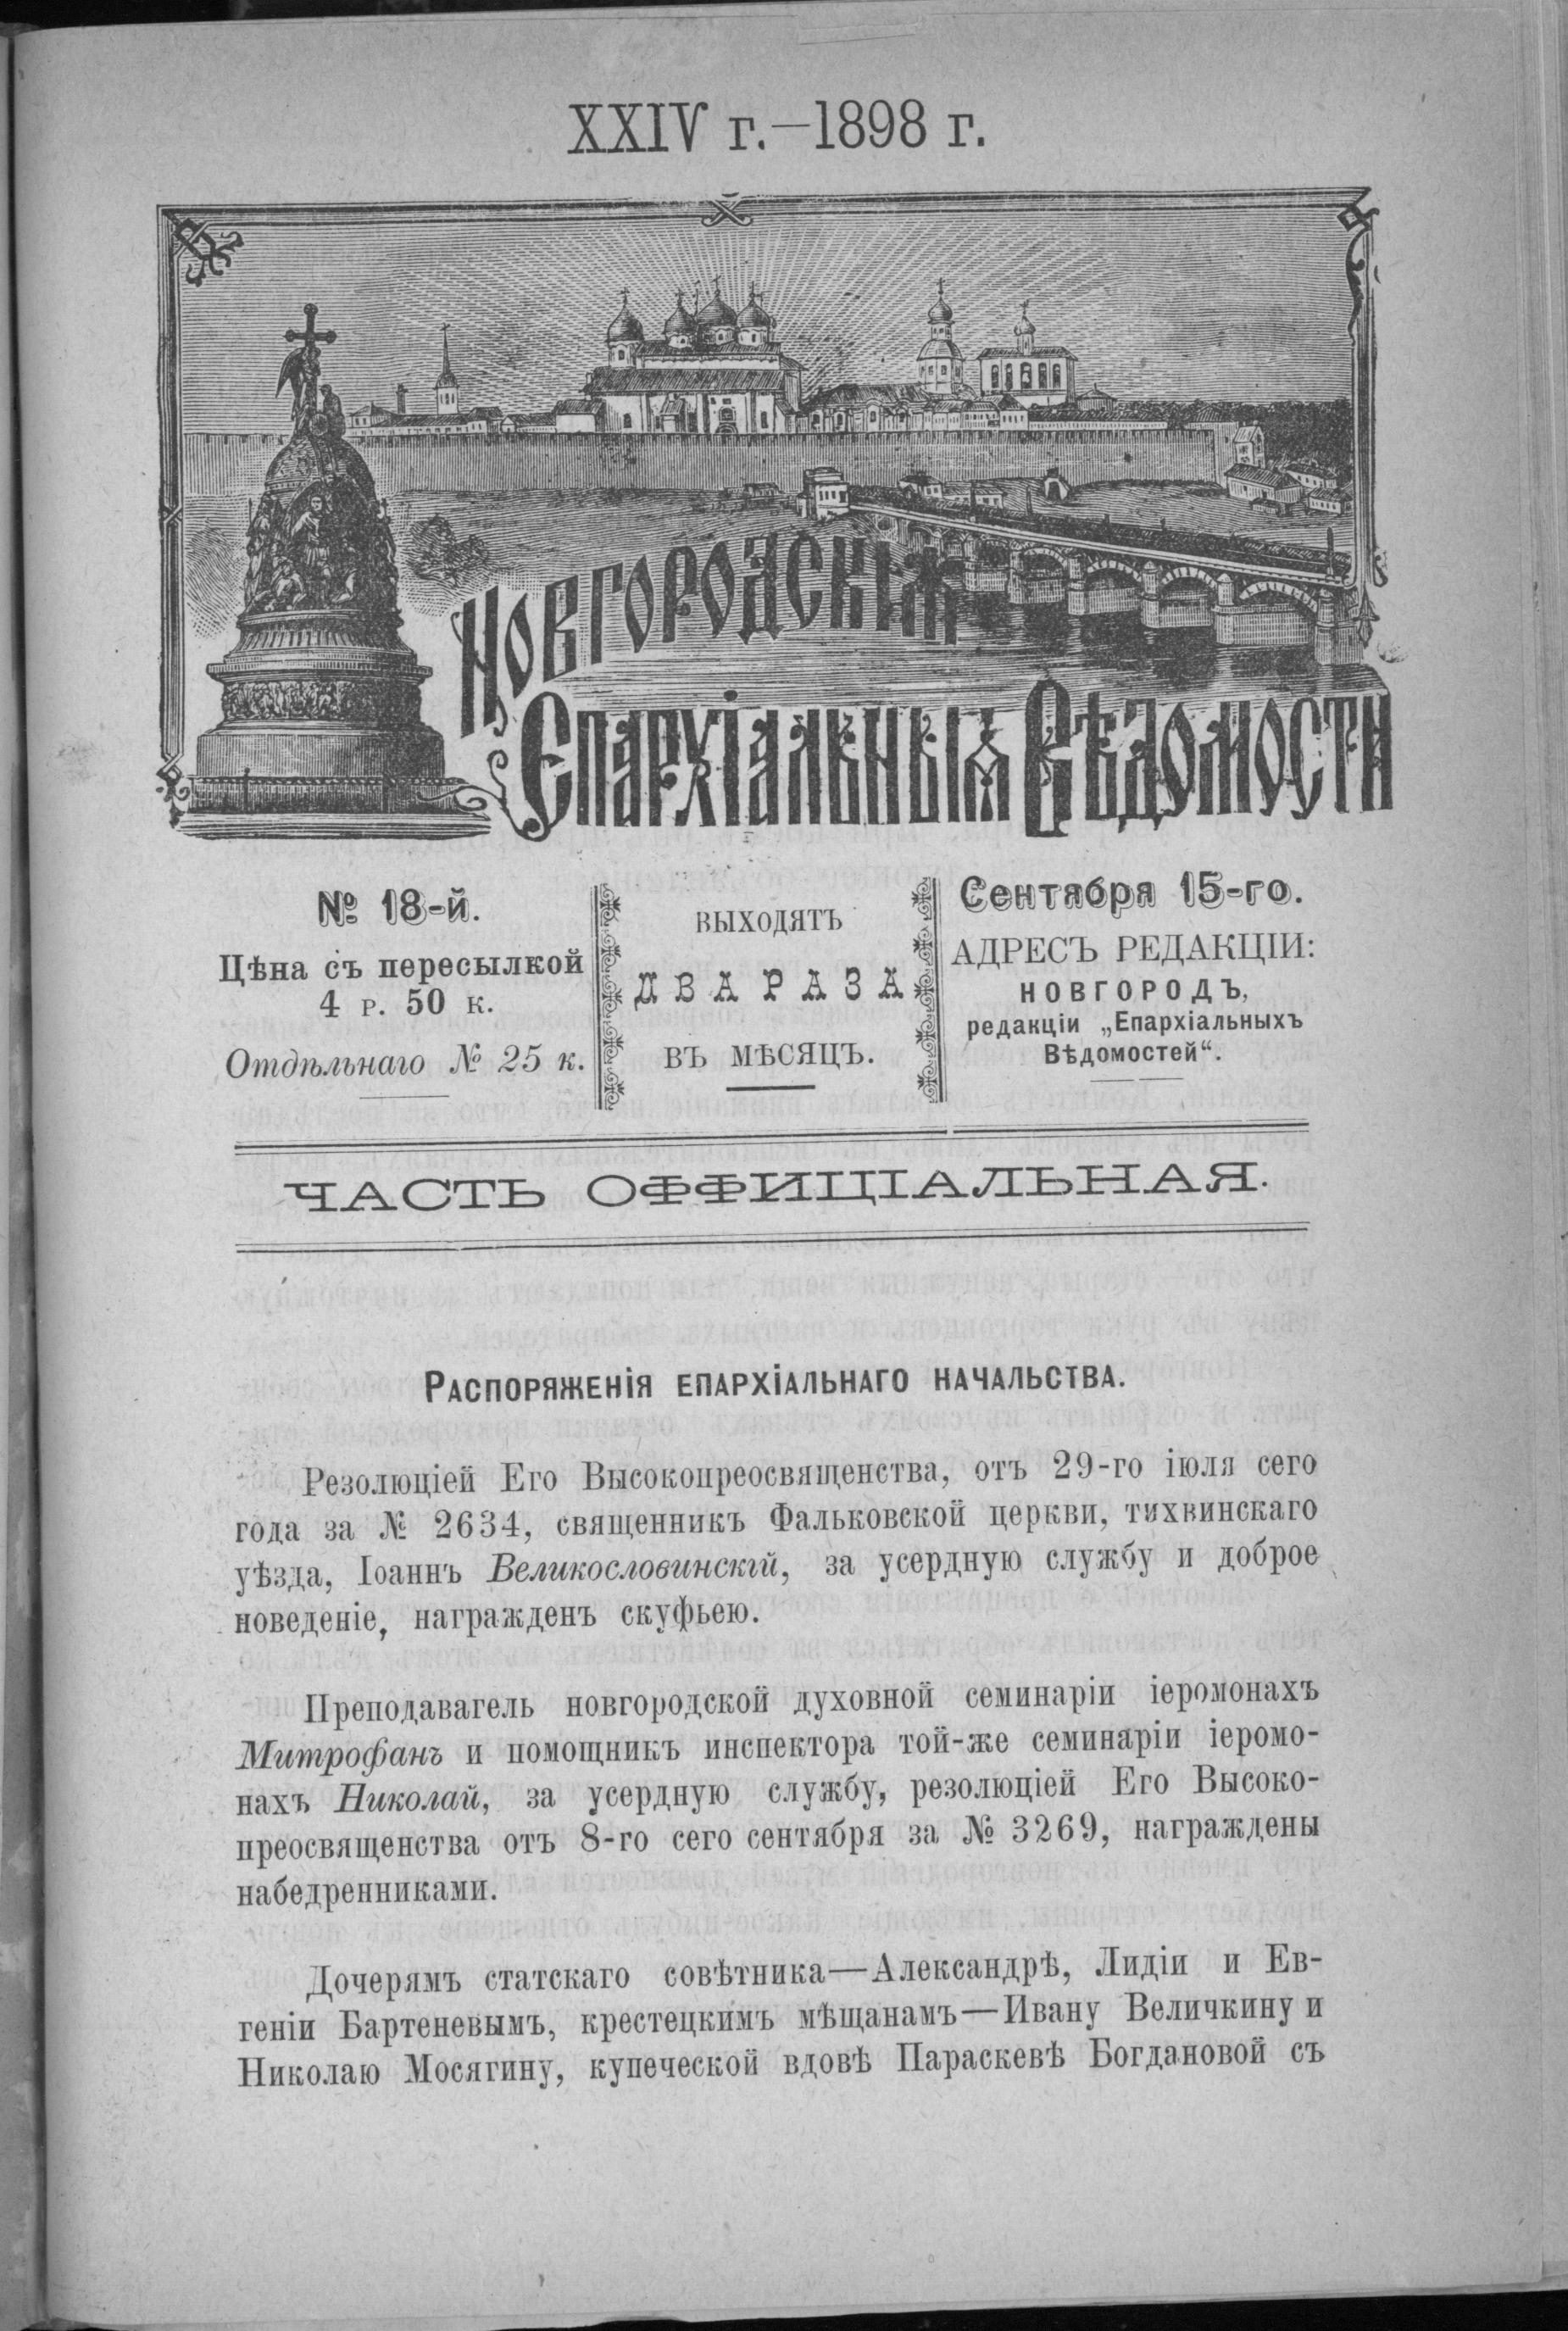 XXIV г.—1898 г.
Новгородскія
Епархіальныя Вѣдомости
№ 18-й.
Цѣна съ пересылкой
4 р. 50 к.
Отдѣльнаго № 25 к.
ВЫХОДЯТЪ
ДВА РАЗА
ВЪ МѢСЯЦЪ.
Сентября 15-го.
АДРЕСЪ РЕДАКЦІИ:
НОВГОРОДЪ,
редакціи „Епархіальныхъ
Вѣдомостей“.
ЧАСТЬ ОФФИЦІАЛЬНАЯ.
Распоряженія епархіальнаго начальства.
Резолюціей Его Высокопреосвященства, отъ 29-го іюля сего
года за № 2634, священникъ Фальковской церкви, тихвинскаго
уѣзда, Іоаннъ Великословинскій, за усердную службу и доброе
поведеніе, награжденъ скуфьею.
Преподаватель новгородской духовной семинаріи іеромонахъ
Митрофанъ и помощникъ инспектора той-же семинаріи іеромо-
нахъ Николай, за усердную службу, резолюціей Его Высоко-
преосвященства отъ 8-го сего сентября за № 3269, награждены
набедренниками.
Дочерямъ статскаго совѣтника—Александрѣ, Лидіи и Ев-
геніи Бартеневымъ, крестецкимъ мѣщанамъ—Ивану Величкину и
Николаю Мосягину, купеческой вдовѣ Параскевѣ Богдановой съ